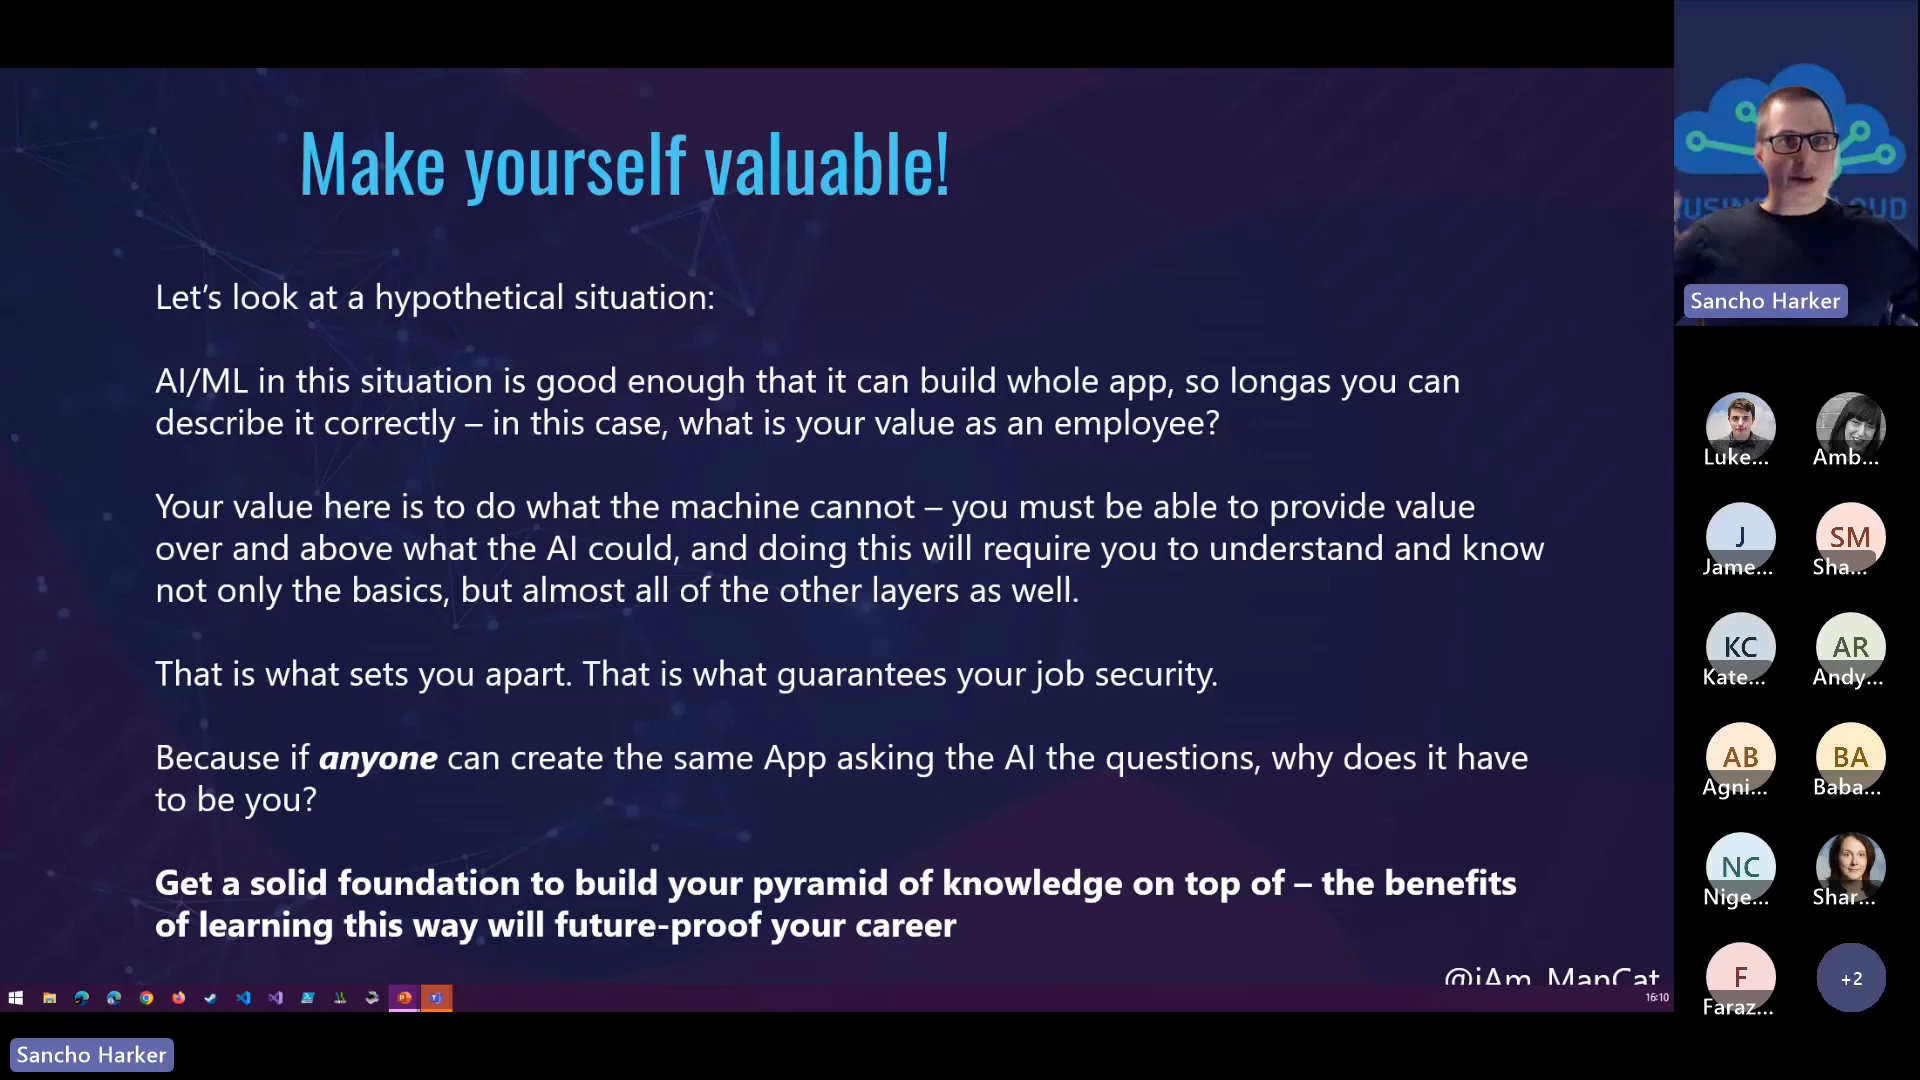 Make yourself valuable!
Let's look at a hypothetical situation:
AI/ML in this situation is good enough that it can build whole app, so longas you can
describe it correctly – in this case, what is your value as an employee?
Your value here is to do what the machine cannot – you must be able to provide value
over and above what the AI could, and doing this will require you to understand and know
not only the basics, but almost all of the other layers as well.
That is what sets you apart. That is what guarantees your job security.
Because if anyone can create the same App asking the AI the questions, why does it have
to be you?
Get a solid foundation to build your pyramid of knowledge on top of – the benefits
of learning this way will future-proof your career
@iAm_ManCat
16:10
Sancho Harker
Sancho Harker
Luke...
Amb...
J
Jame...
SM
Sha...
KC
Kate...
AR
Andy...
AB
Agni...
BA
Baba...
NC
Nige...
Shar...
F
Faraz...
+2